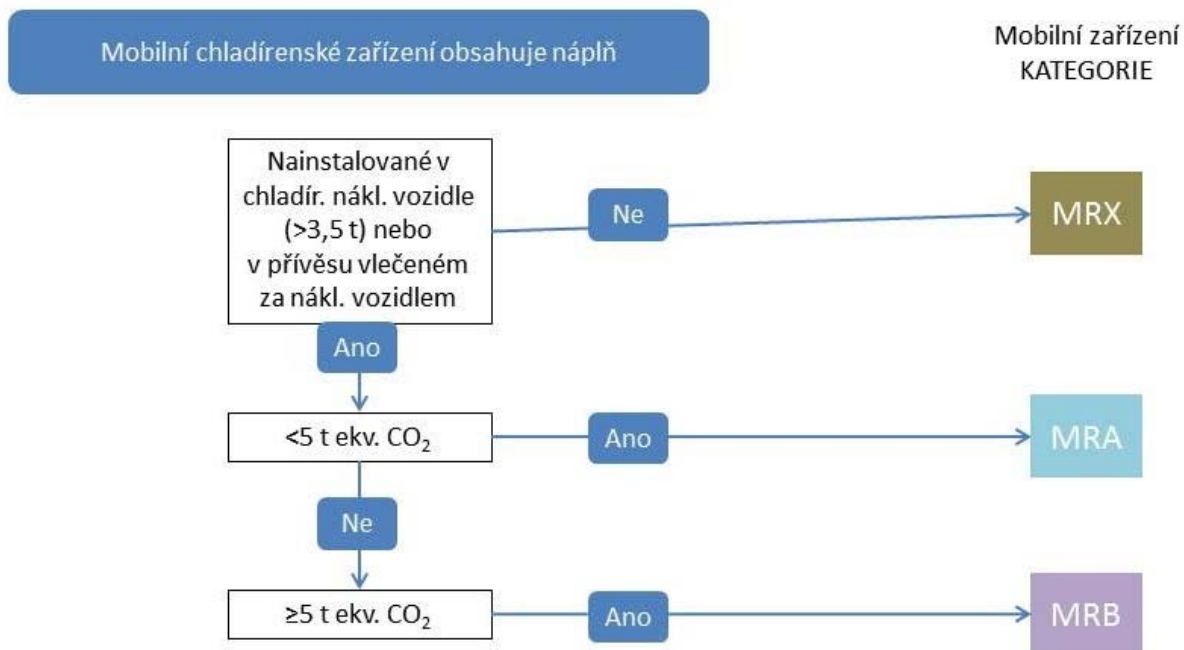 Mobilní chladírenské zařízení obsahuje náplň
Mobilní zařízení
KATEGORIE
Nainstalované v
chladír. nákl. vozidle
(>3,5 t) nebo
v přívěsu vlečeném
za nákl. vozidlem
Ne
MRX
Ano
<5 t ekv. CO₂
Ano
MRA
Ne
≥5 t ekv. CO₂
Ano
MRB